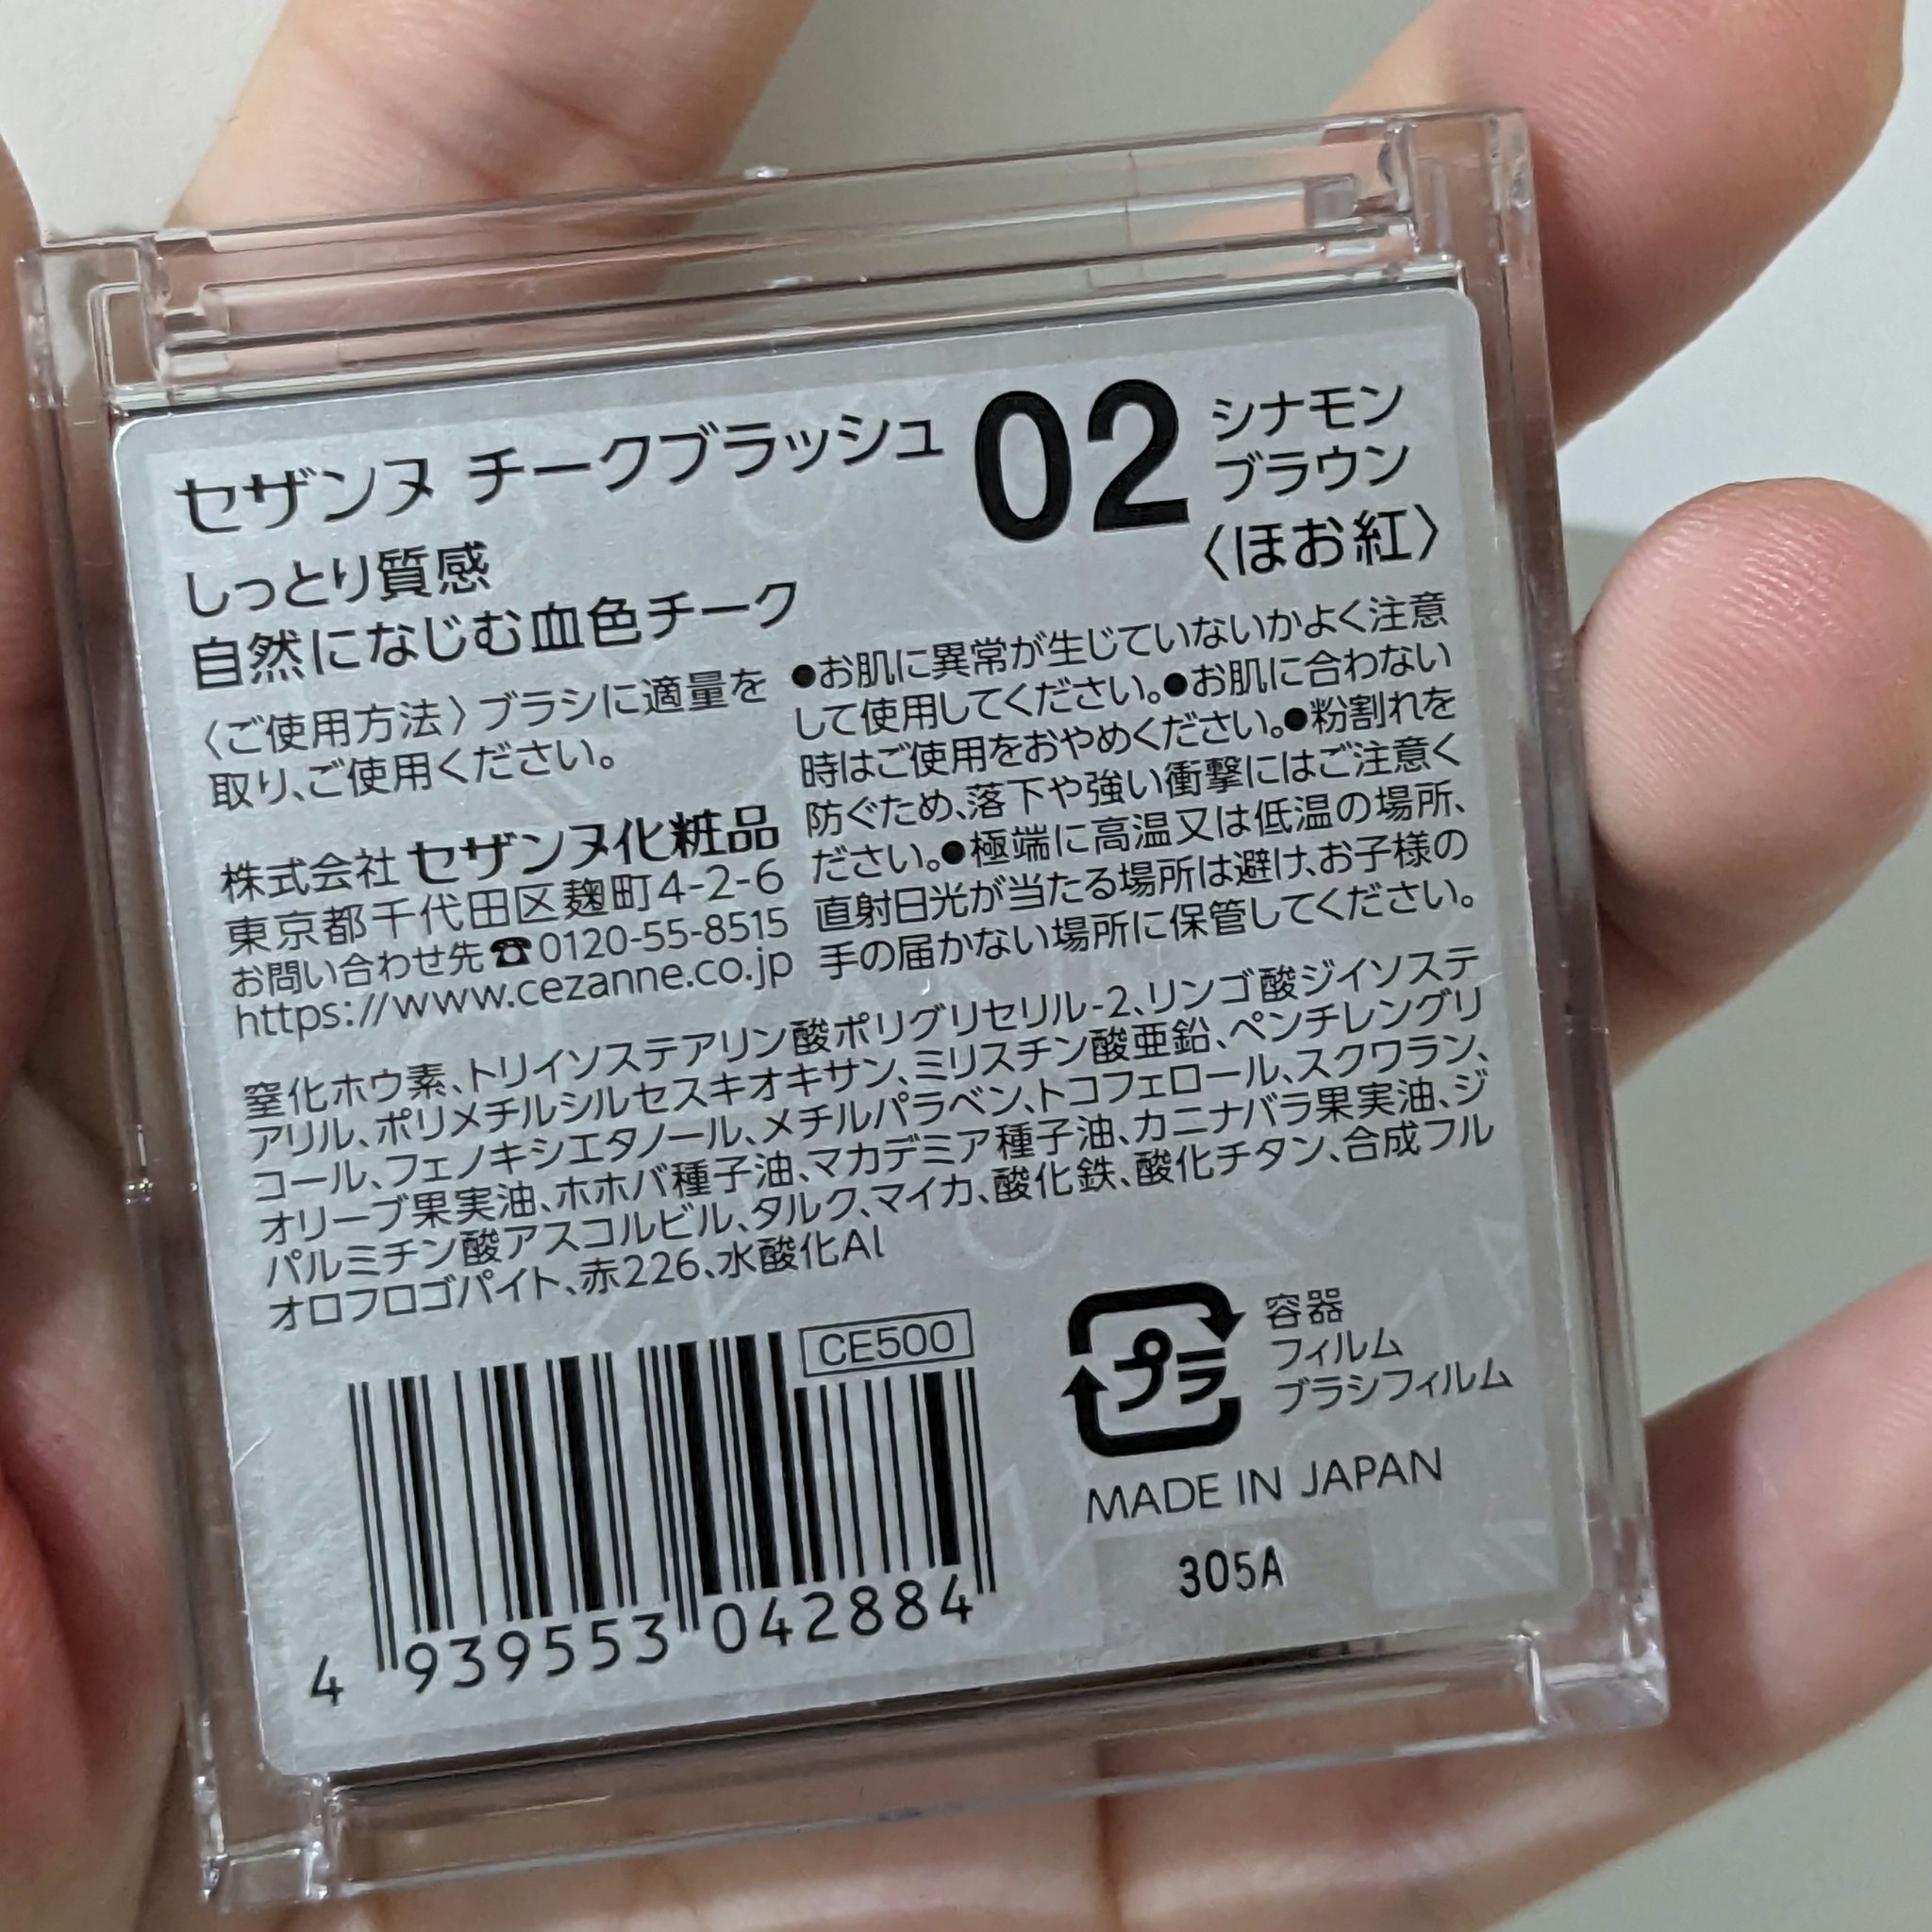 セザンヌ チークブラッシュ
02
シナモン
ブラウン
〈ほお紅〉
しっとり質感
自然になじむ血色チーク
〈ご使用方法〉ブラシに適量を
取り、ご使用ください。
株式会社 セザンヌ化粧品
東京都千代田区麹町4-2-6
お問い合わせ先☎0120-55-8515
https://www.cezanne.co.jp
●お肌に異常が生じていないかよく注意
して使用してください。●お肌に合わない
時はご使用をおやめください。●粉割れを
防ぐため、落下や強い衝撃にはご注意く
ださい。●極端に高温又は低温の場所、
直射日光が当たる場所は避け、お子様の
手の届かない場所に保管してください。
窒化ホウ素、トリイソステアリン酸ポリグリセリル-2、リンゴ酸ジイソステ
アリル、ポリメチルシルセスキオキサン、ミリスチン酸亜鉛、ペンチレングリ
コール、フェノキシエタノール、メチルパラベン、トコフェロール、スクワラン、
オリーブ果実油、ホホバ種子油、マカデミア種子油、カニナバラ果実油、ジ
パルミチン酸アスコルビル、タルク、マイカ、酸化鉄、酸化チタン、合成フル
オロフロゴパイト、赤226、水酸化Al
CE500
4 939553 042884
プラ
容器
フィルム
ブラシフィルム
MADE IN JAPAN
305A